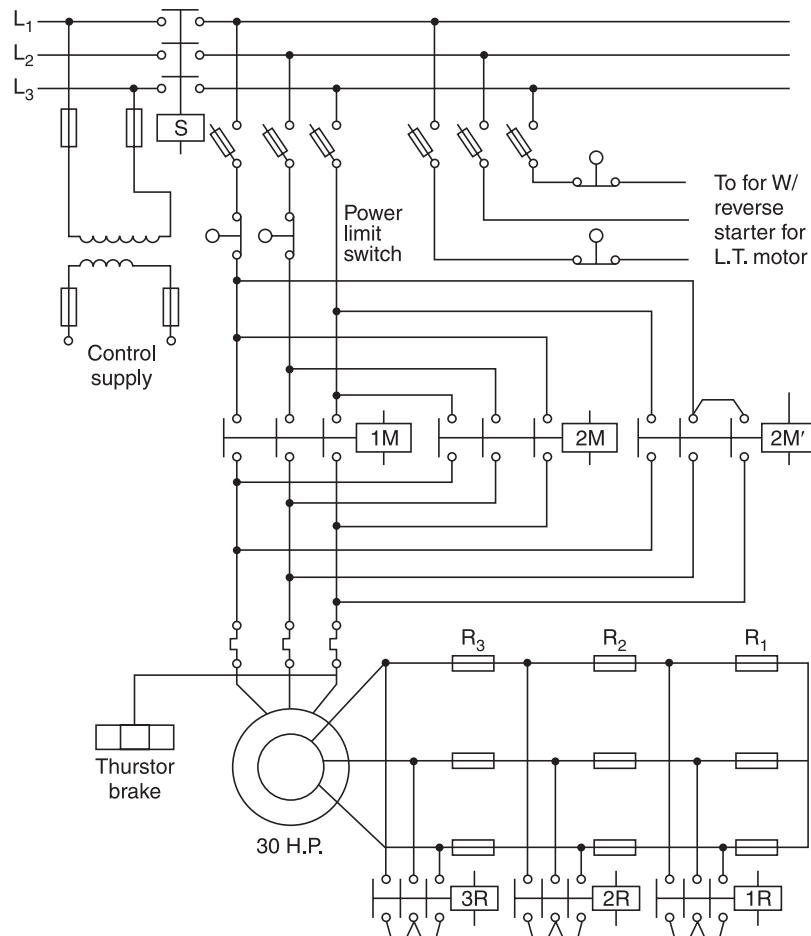 L1
L2
L3
S
Power
limit
switch
To for W/
reverse
starter for
L.T. motor
Control
supply
1M
2M
2M′
R3
R2
R1
Thurstor
brake
30 H.P.
3R
2R
1R